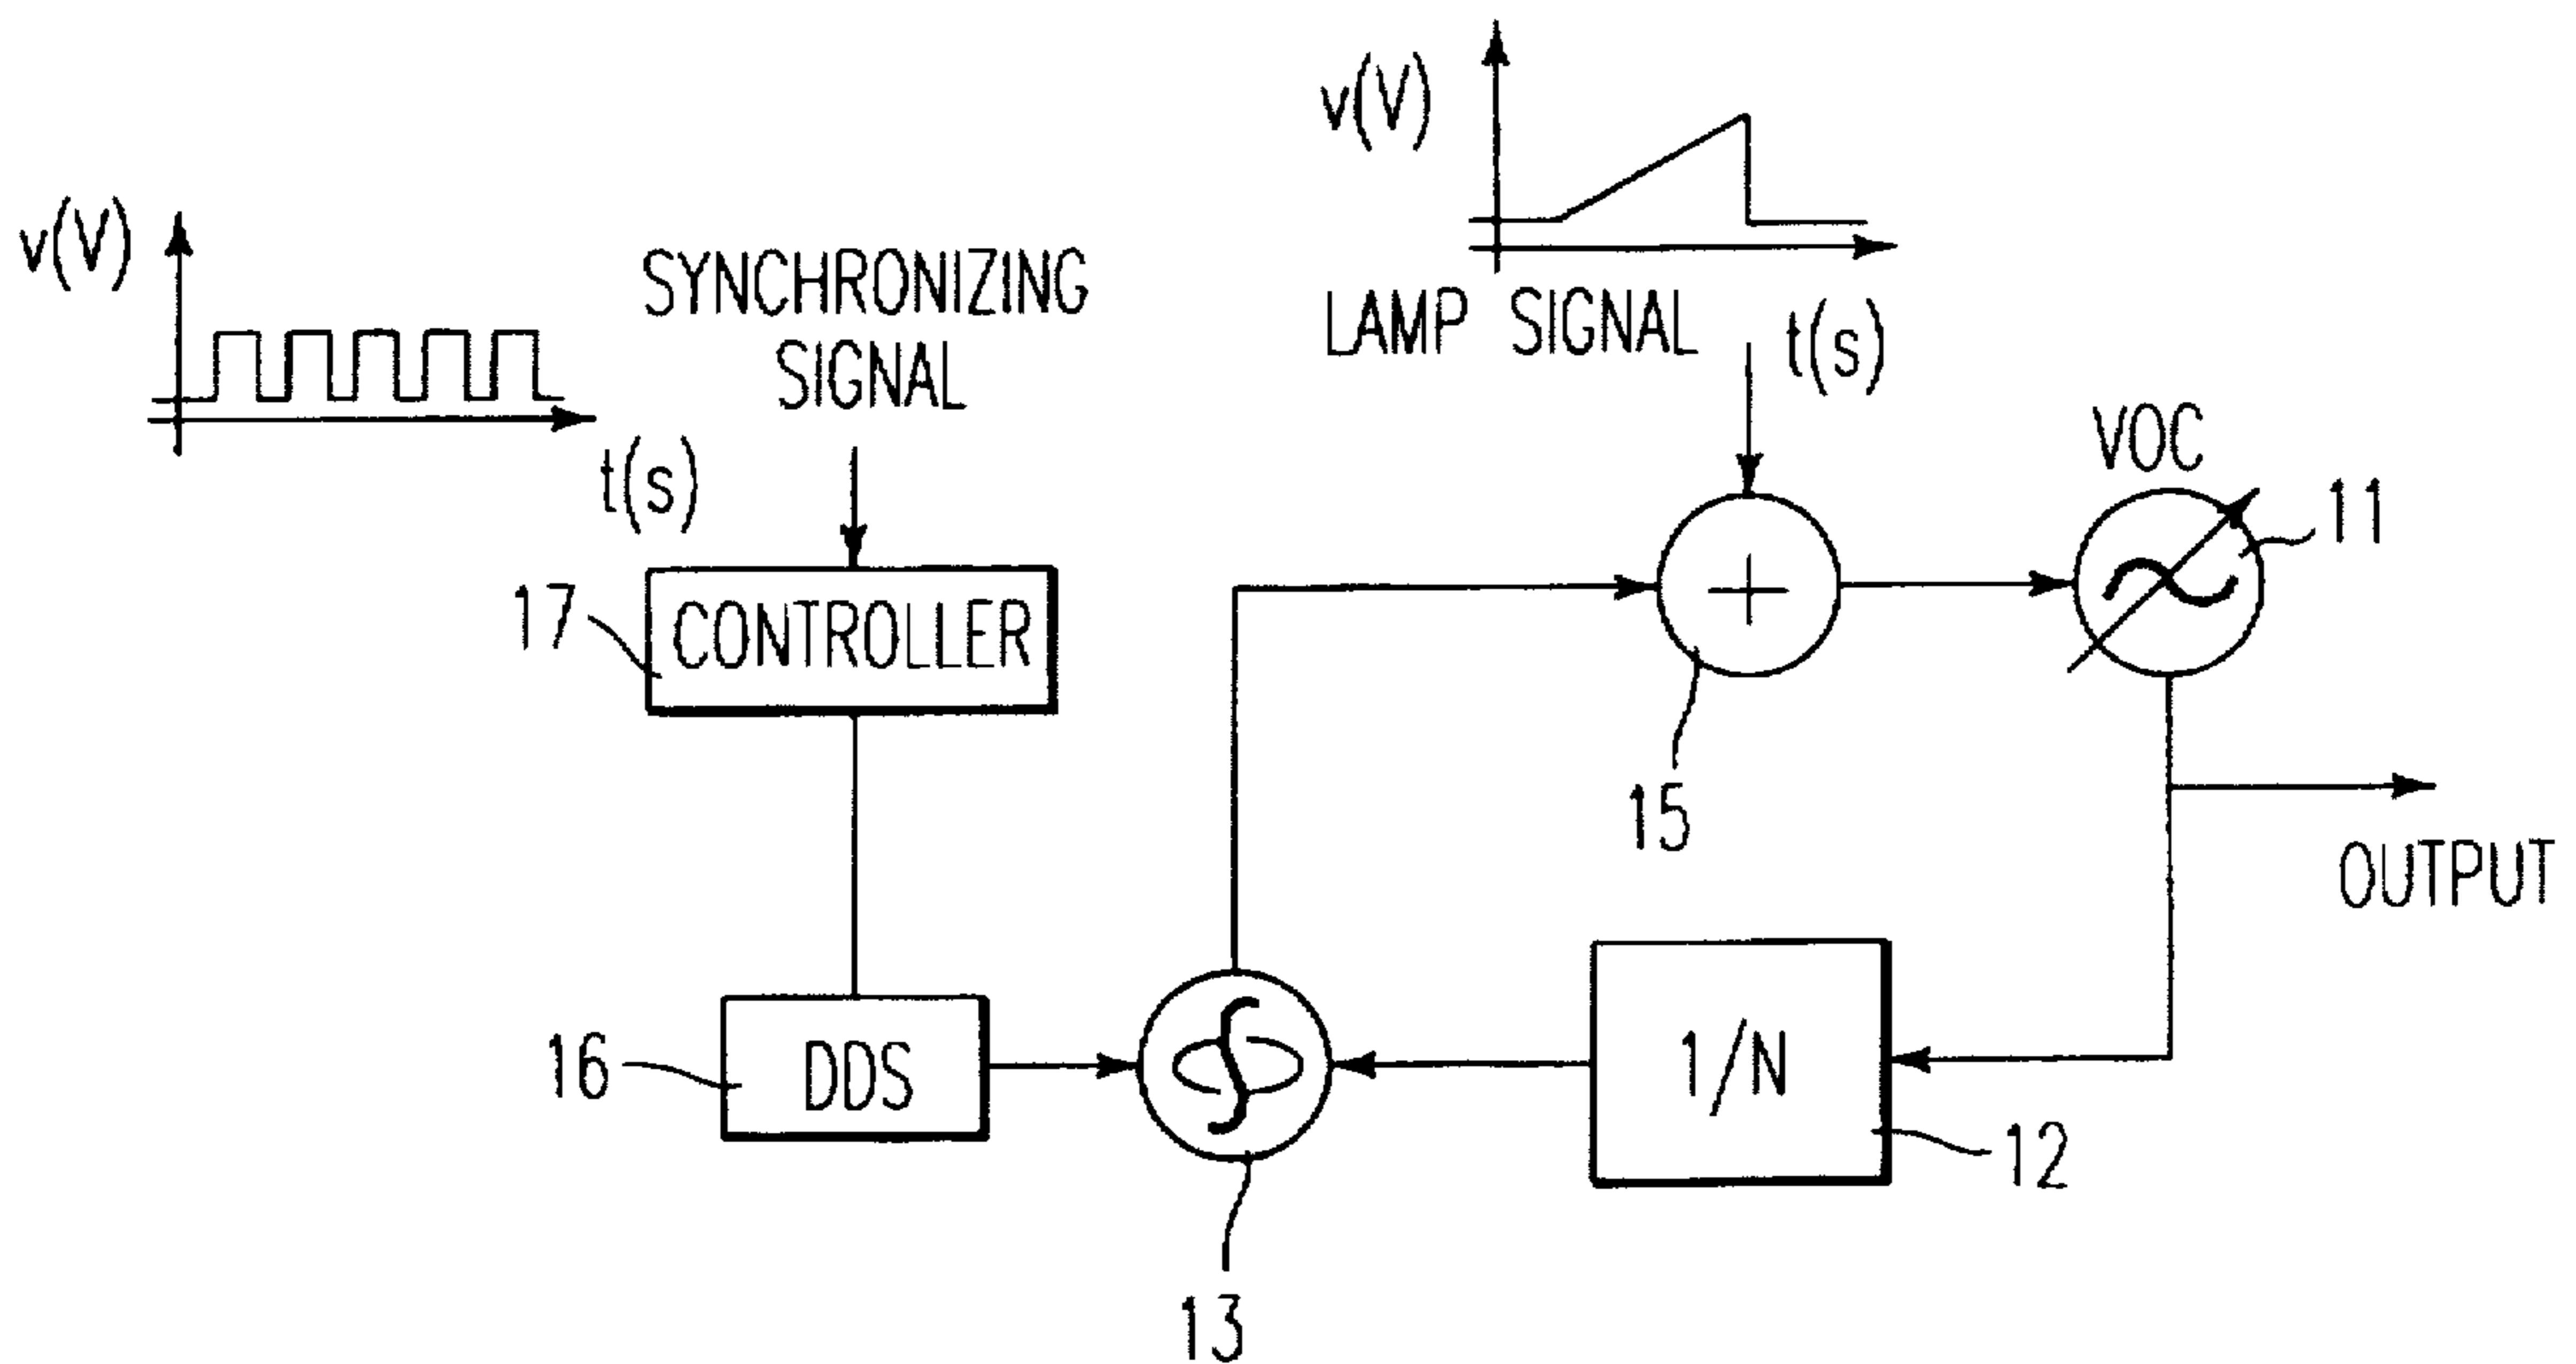 v(V)
t(s)
SYNCHRONIZING
SIGNAL
v(V)
LAMP SIGNAL
t(s)
VOC
11
17
CONTROLLER
+
15
OUTPUT
16
DDS
1/N
12
13